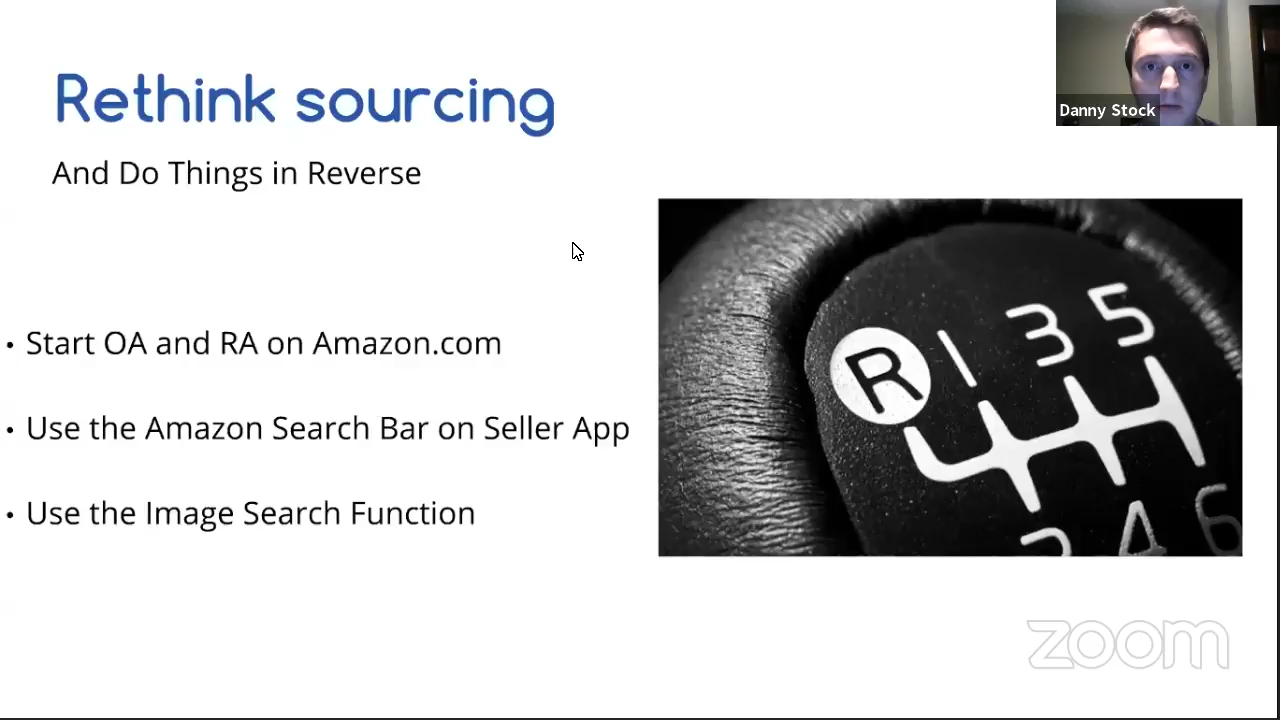 Rethink sourcing
And Do Things in Reverse
Danny Stock
• Start OA and RA on Amazon.com
• Use the Amazon Search Bar on Seller App
• Use the Image Search Function
R 1 3 5
2 4 6
zoom